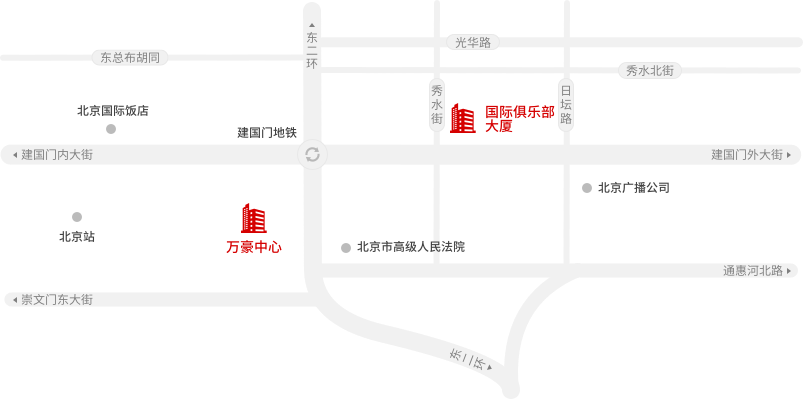 东二环
光华路
东总布胡同
秀水北街
北京国际饭店
秀水街
日坛路
国际俱乐部
大厦
建国门地铁
建国门内大街
建国门外大街
北京广播公司
北京站
万豪中心
北京市高级人民法院
通惠河北路
崇文门东大街
东二环